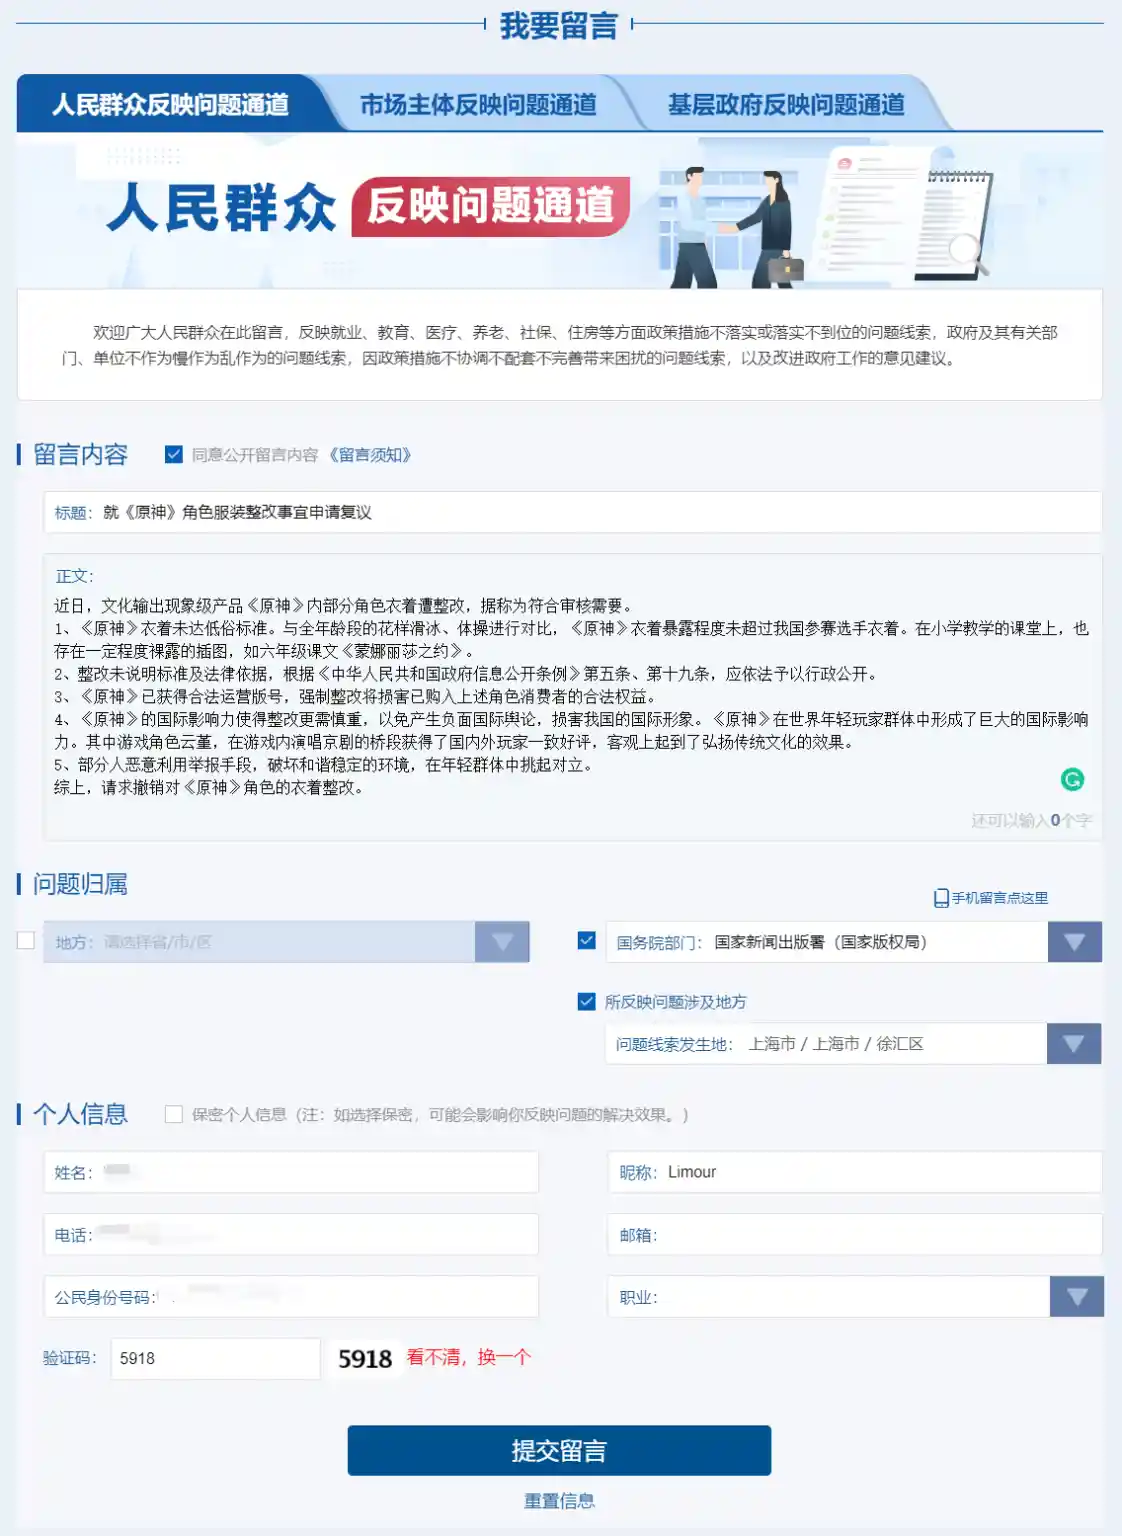 我要留言
人民群众反映问题通道
市场主体反映问题通道
基层政府反映问题通道
人民群众 反映问题通道
欢迎广大人民群众在此留言，反映就业、教育、医疗、养老、社保、住房等方面政策措施不落实或落实不到位的问题线索，政府及其有关部
门、单位不作为慢作为乱作为的问题线索，因政策措施不协调不配套不完善带来困扰的问题线索，以及改进政府工作的意见建议。
留言内容 同意公开留言内容 《留言须知》
标题：就《原神》角色服装整改事宜申请复议
正文：
近日，文化输出现象级产品《原神》内部分角色衣着遭整改，据称为符合审核需要。
1、《原神》衣着未达低俗标准。与全年龄段的花样滑冰、体操进行对比，《原神》衣着暴露程度未超过我国参赛选手衣着。在小学教学的课堂上，也
存在一定程度裸露的插图，如六年级课文《蒙娜丽莎之约》。
2、整改未说明标准及法律依据，根据《中华人民共和国政府信息公开条例》第五条、第十九条，应依法予以行政公开。
3、《原神》已获得合法运营版号，强制整改将损害已购入上述角色消费者的合法权益。
4、《原神》的国际影响力使得整改更需慎重，以免产生负面国际舆论，损害我国的国际形象。《原神》在世界年轻玩家群体中形成了巨大的国际影响
力。其中游戏角色云堇，在游戏内演唱京剧的桥段获得了国内外玩家一致好评，客观上起到了弘扬传统文化的效果。
5、部分人恶意利用举报手段，破坏和谐稳定的环境，在年轻群体中挑起对立。
综上，请求撤销对《原神》角色的衣着整改。
还可以输入0个字
问题归属
手机留言点这里
地方：请选择省/市/区
国务院部门：国家新闻出版署（国家版权局）
所反映问题涉及地方
问题线索发生地：上海市 / 上海市 / 徐汇区
个人信息 保密个人信息（注：如选择保密，可能会影响你反映问题的解决效果。）
姓名：
昵称：Limour
电话：
邮箱：
公民身份号码：
职业：
验证码：5918 5918 看不清，换一个
提交留言
重置信息